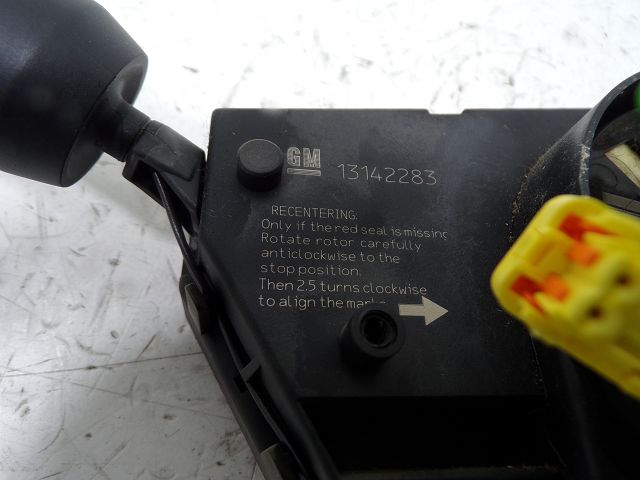 GM 13142283
RECENTERING:
Only if the red seal is missing
Rotate rotor carefully
anticlockwise to the
stop position.
Then 2.5 turns clockwise
to align the